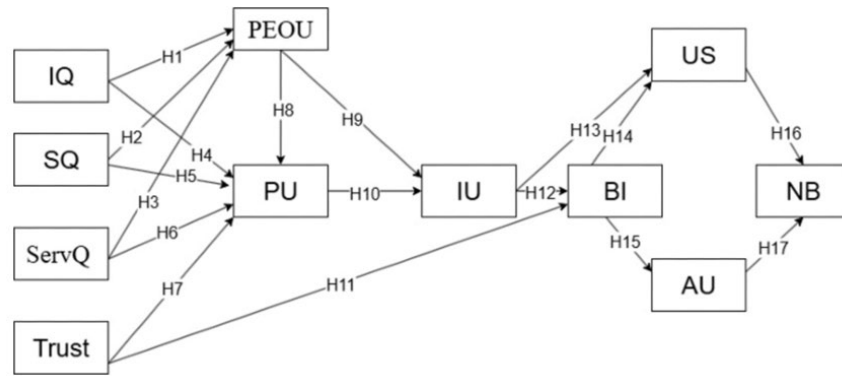 PEOU
US
IQ
H1
H8
H9
H13
H14
H16
H2
H4
SQ
H5
PU
H10
IU
H12
BI
NB
H3
H6
H15
H17
ServQ
H7
H11
AU
Trust